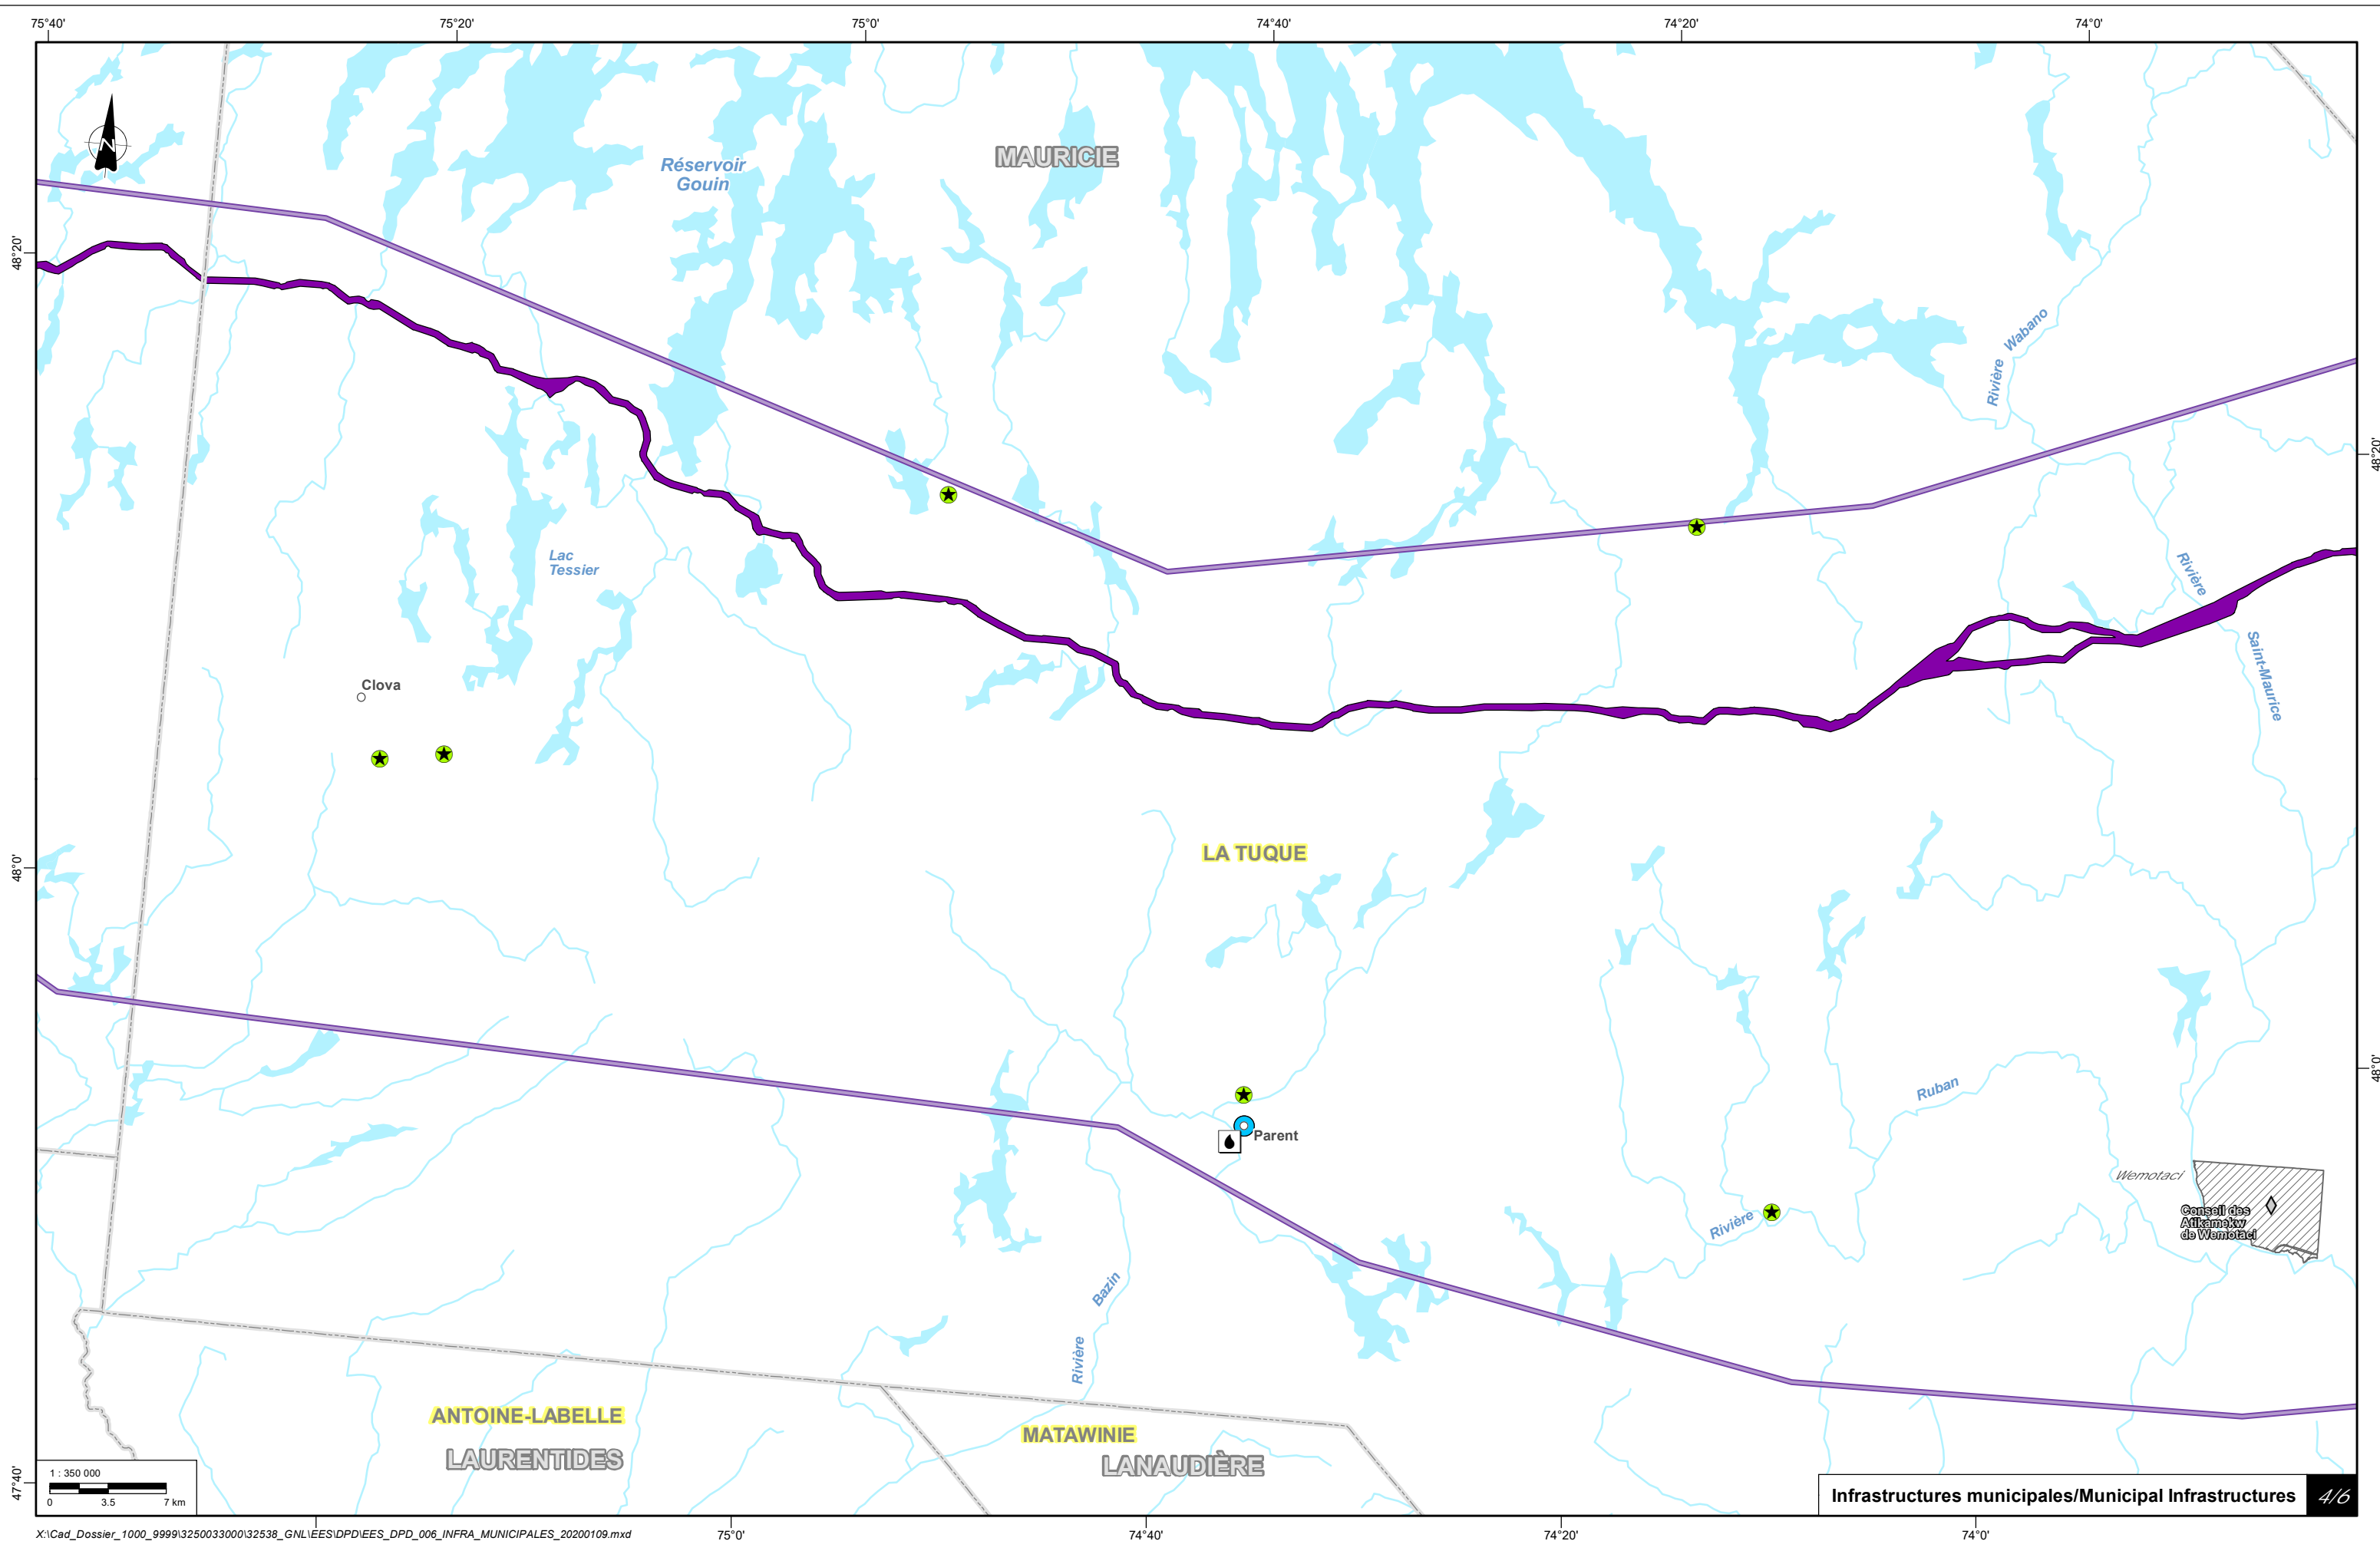 75°40'
75°20'
75°0'
74°40'
74°20'
74°0'
N
MAURICIE
Réservoir
Gouin
48°20'
Rivière Wabano
48°20'
Lac
Tessier
Rivière
Saint-Maurice
Clova
LA TUQUE
48°0'
48°0'
Ruban
Parent
Wemotaci
Conseil des
Atikamekw
de Wemotaci
Rivière
Bazin
Rivière
ANTOINE-LABELLE
MATAWINIE
LAURENTIDES
LANAUDIÈRE
47°40'
1 : 350 000
0 3.5 7 km
Infrastructures municipales/Municipal Infrastructures 4/6
X:\Cad_Dossier_1000_9999\3250033000\32538_GNL\EES\DPD\EES_DPD_006_INFRA_MUNICIPALES_20200109.mxd
75°0'
74°40'
74°20'
74°0'